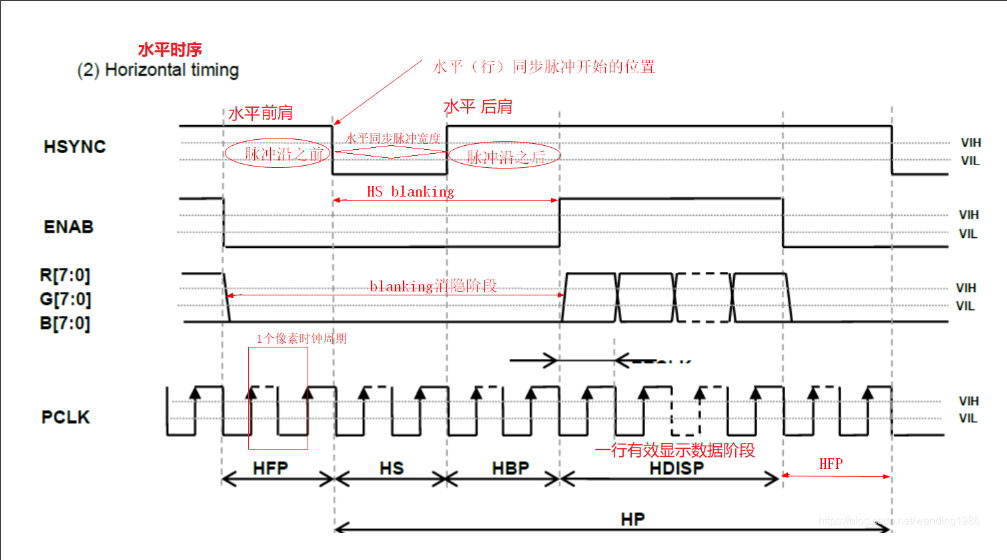 水平时序
(2) Horizontal timing
水平（行）同步脉冲开始的位置
水平前肩
水平 后肩
HSYNC
脉冲沿之前
水平同步脉冲宽度
脉冲沿之后
VIH
VIL
HS blanking
ENAB
VIH
VIL
R[7:0]
G[7:0]
B[7:0]
blanking消隐阶段
VIH
VIL
1个像素时钟周期
PCLK
VIH
VIL
一行有效显示数据阶段
HFP
HS
HBP
HDISP
HFP
HP